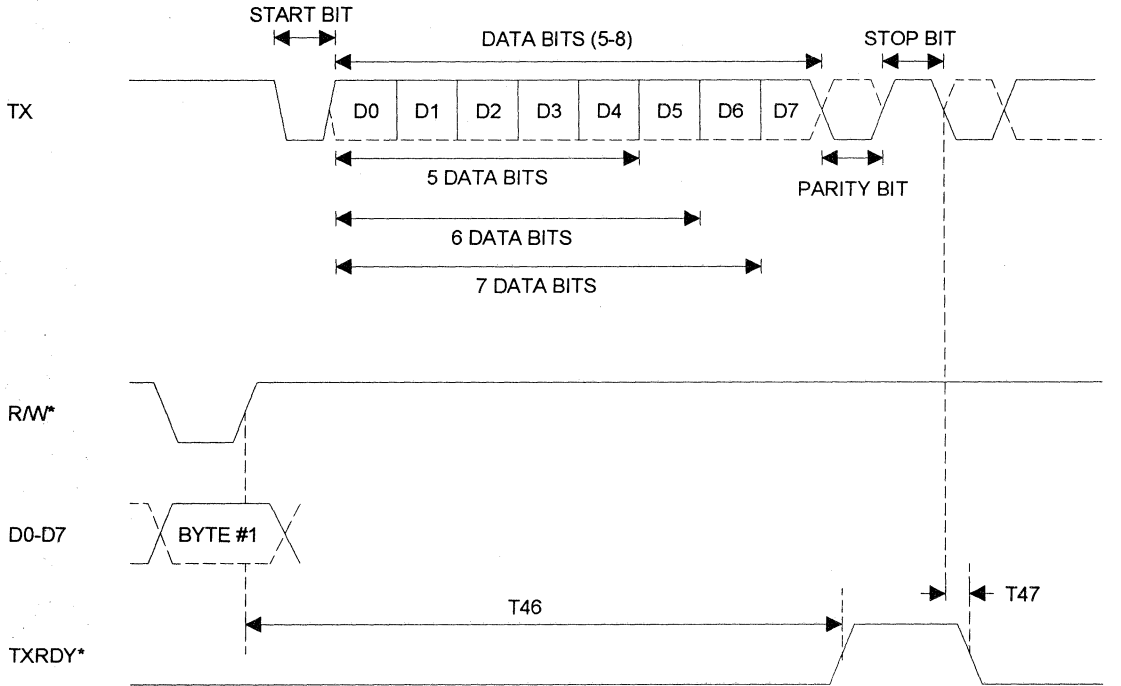 START BIT
DATA BITS (5-8)
STOP BIT
TX
D0 D1 D2 D3 D4 D5 D6 D7
5 DATA BITS
PARITY BIT
6 DATA BITS
7 DATA BITS
R/W*
D0-D7
BYTE #1
T47
T46
TXRDY*